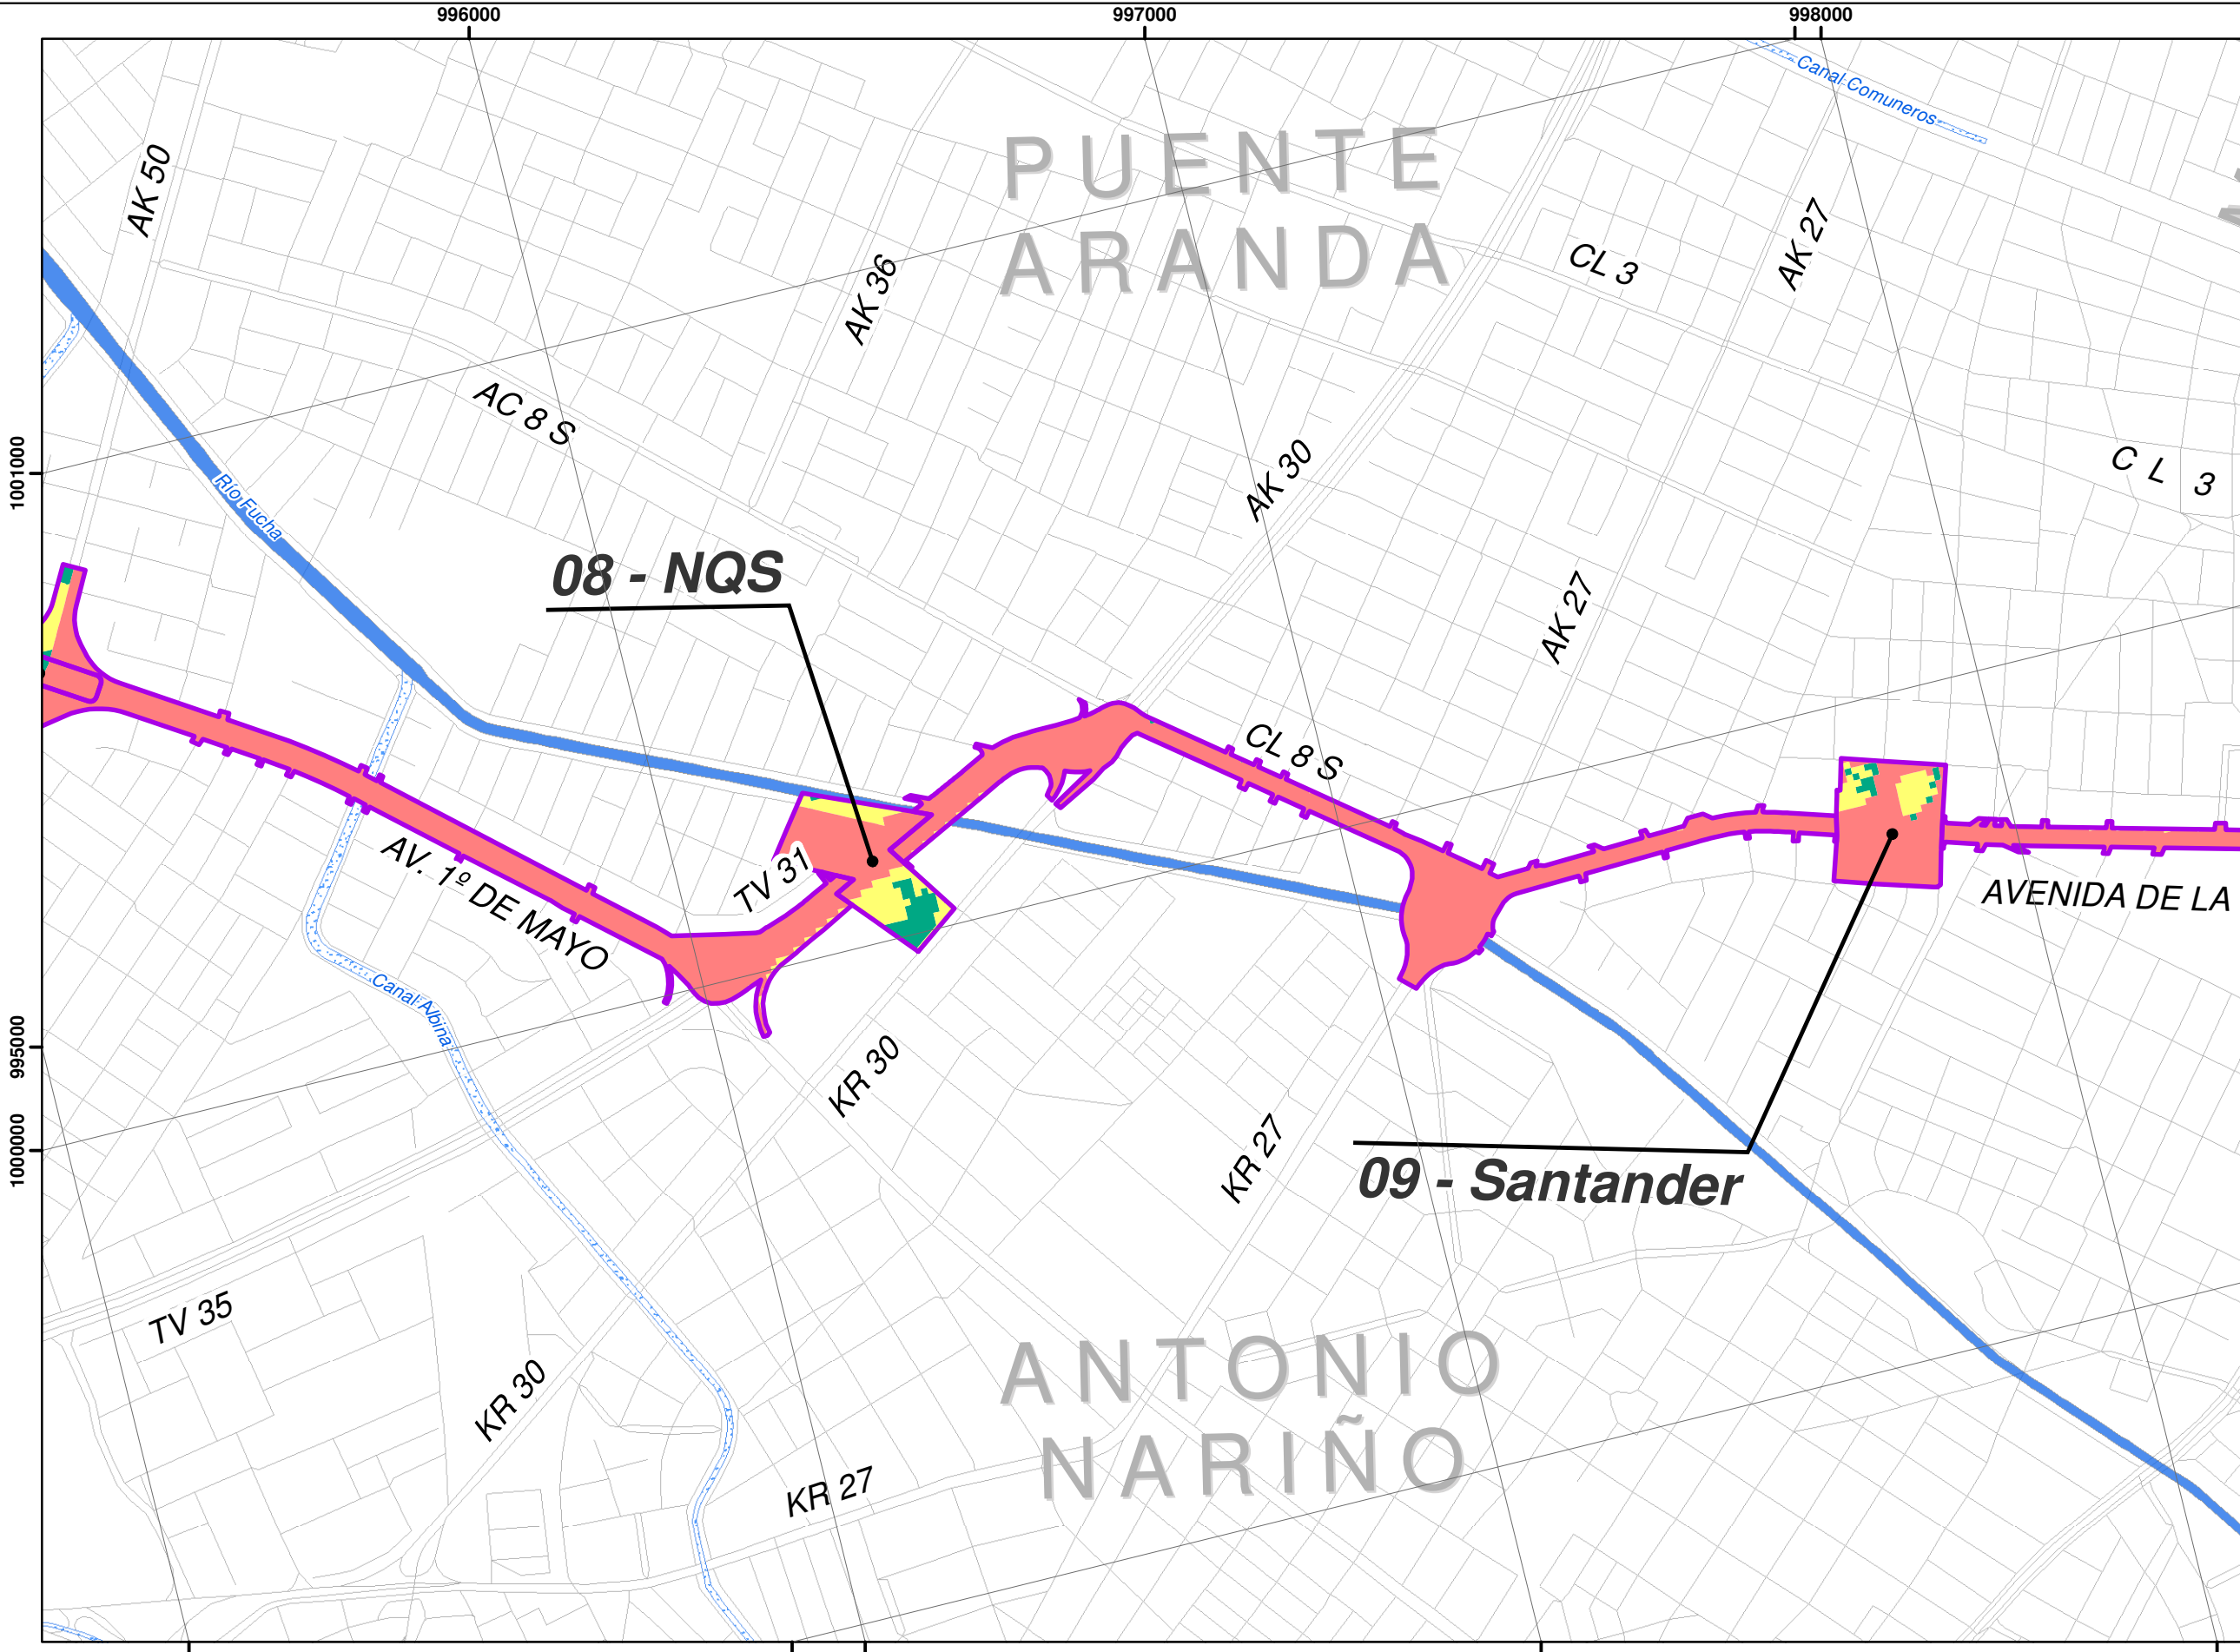 996000
997000
998000
Canal Comuneros
AK 50
PUENTE
ARANDA
AK 27
CL 3
AK 36
AC 8 S
AK 30
CL 3
1001000
Río Fucha
08 - NQS
AK 27
CL 8 S
TV 31
AV. 1º DE MAYO
AVENIDA DE LA
Canal Albina
995000
KR 30
1000000
KR 27
09 - Santander
TV 35
KR 30
ANTONIO
NARIÑO
KR 27